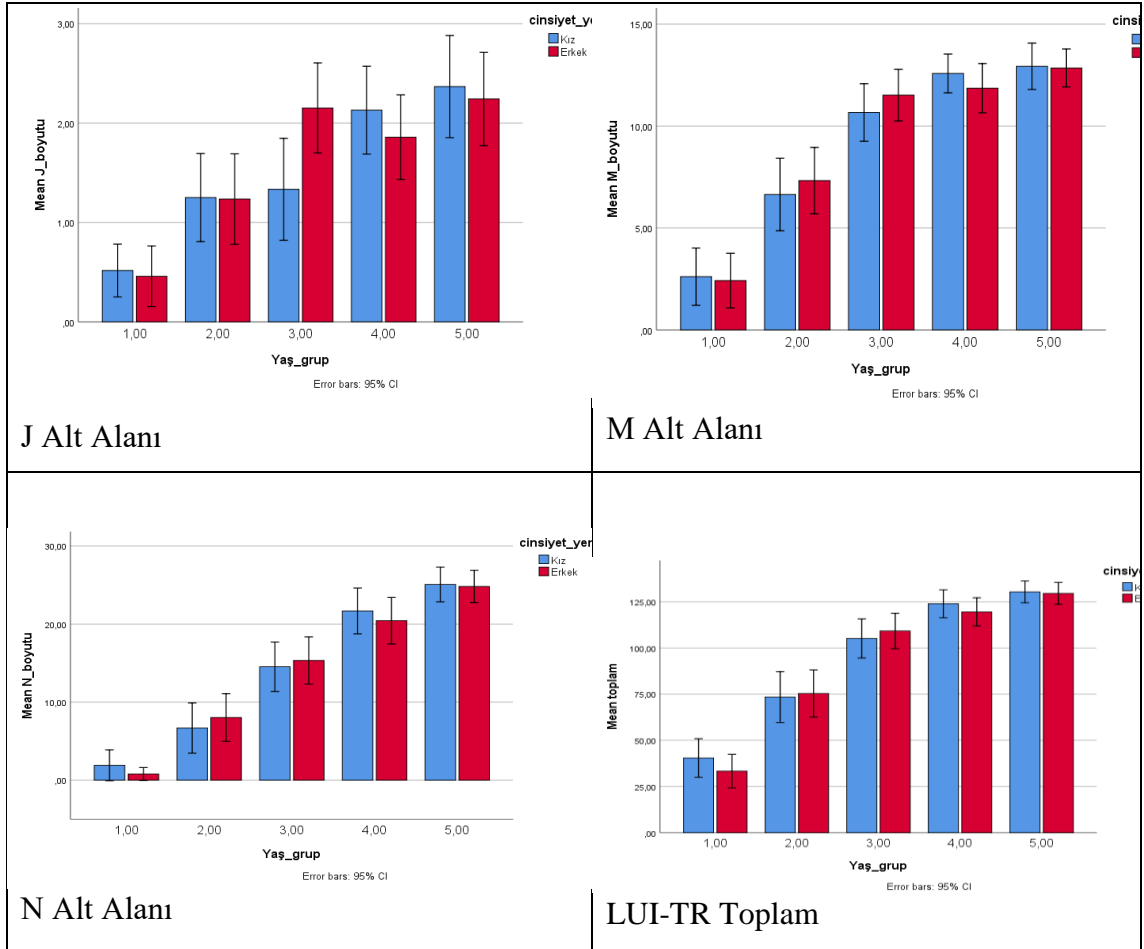 cinsiyet_ye
Kız
Erkek
3,00
2,00
1,00
,00
Mean J_boyutu
1,00 2,00 3,00 4,00 5,00
Yaş_grup
Error bars: 95% CI
J Alt Alanı
cinsi
15,00
10,00
5,00
,00
Mean M_boyutu
1,00 2,00 3,00 4,00 5,00
Yaş_grup
Error bars: 95% CI
M Alt Alanı
cinsiyet_yer
Kız
Erkek
30,00
20,00
10,00
,00
Mean N_boyutu
1,00 2,00 3,00 4,00 5,00
Yaş_grup
Error bars: 95% CI
N Alt Alanı
cinsiye
K
E
125,00
100,00
75,00
50,00
25,00
,00
Mean toplam
1,00 2,00 3,00 4,00 5,00
Yaş_grup
Error bars: 95% CI
LUI-TR Toplam